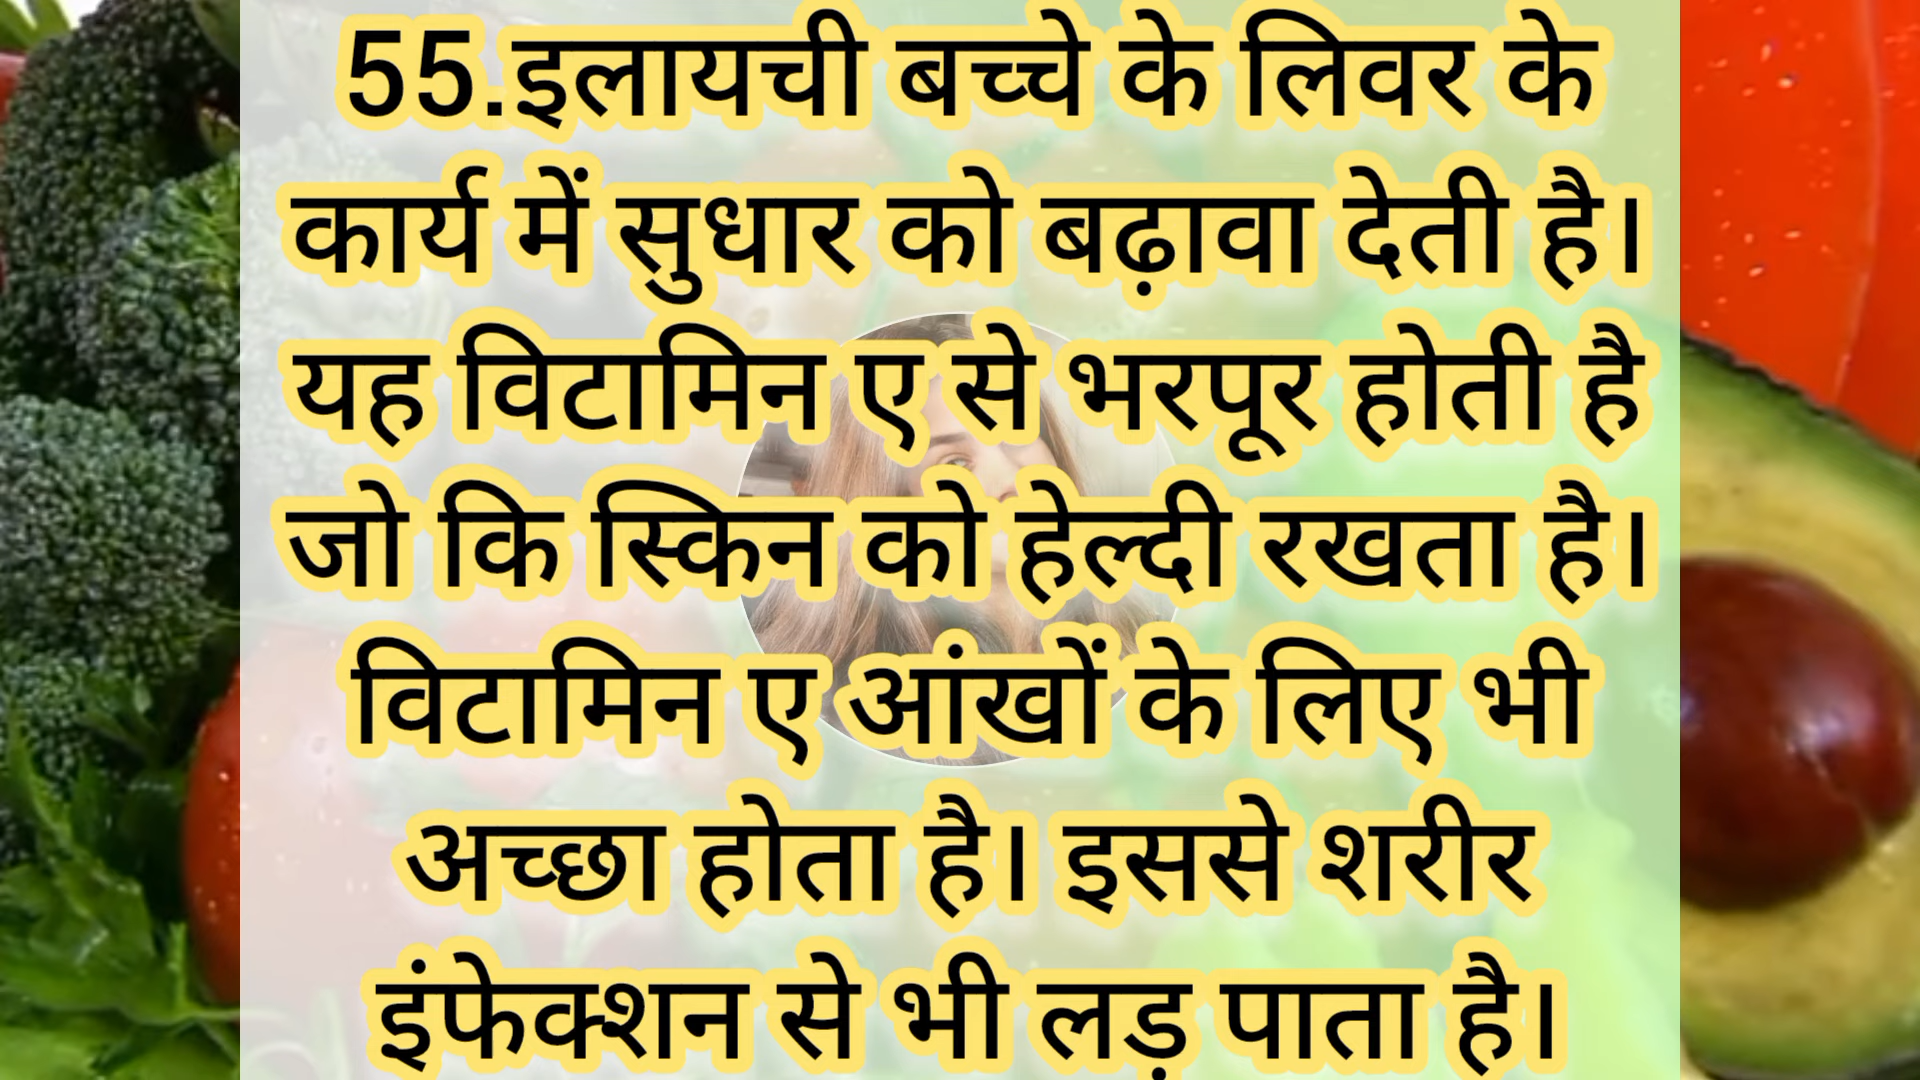 55.इलायची बच्चे के लिवर के
कार्य में सुधार को बढ़ावा देती है।
यह विटामिन ए से भरपूर होती है
जो कि स्किन को हेल्दी रखता है।
विटामिन ए आंखों के लिए भी
अच्छा होता है। इससे शरीर
इंफेक्शन से भी लड़ पाता है।